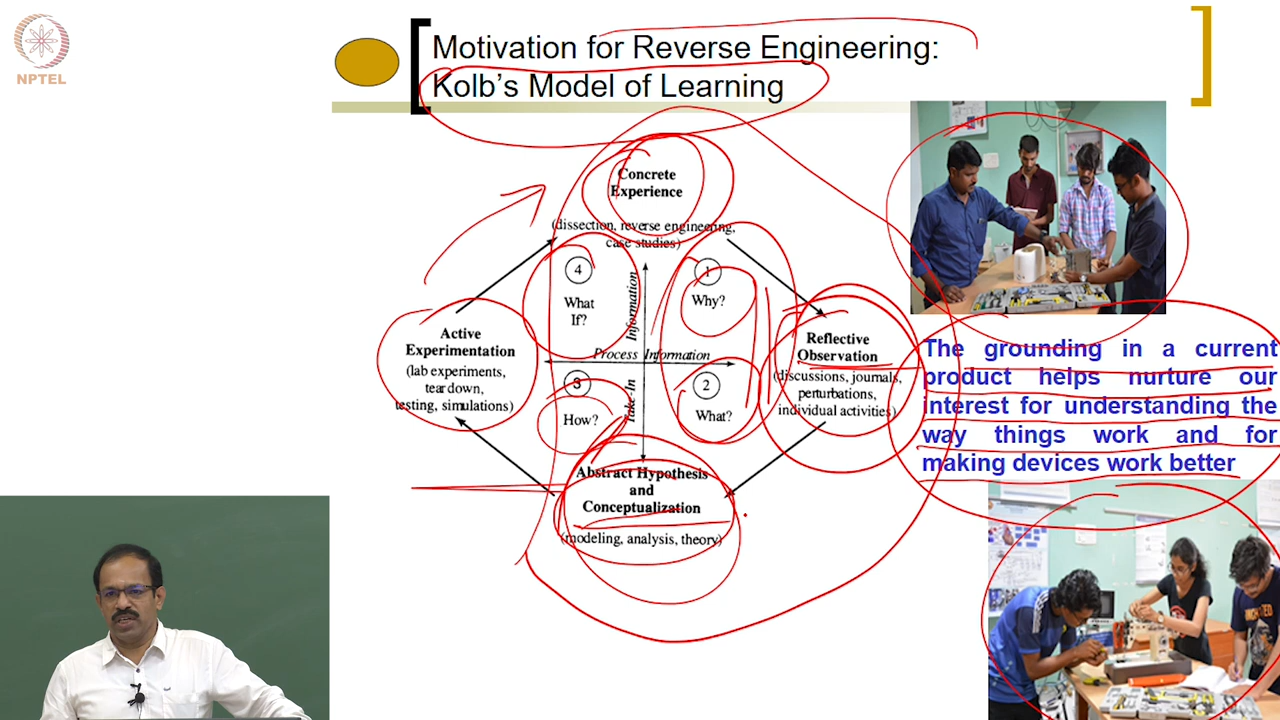 NPTEL
Motivation for Reverse Engineering:
Kolb's Model of Learning
Concrete
Experience
(dissection, reverse engineering,
case studies)
4
What
If?
1
Why?
Information
Process Information
Take-In
Active
Experimentation
(lab experiments,
tear down,
testing, simulations)
Reflective
Observation
(discussions, journals,
perturbations,
individual activities)
3
How?
2
What?
Abstract Hypothesis
and
Conceptualization
(modeling, analysis, theory)
The grounding in a current
product helps nurture our
interest for understanding the
way things work and for
making devices work better